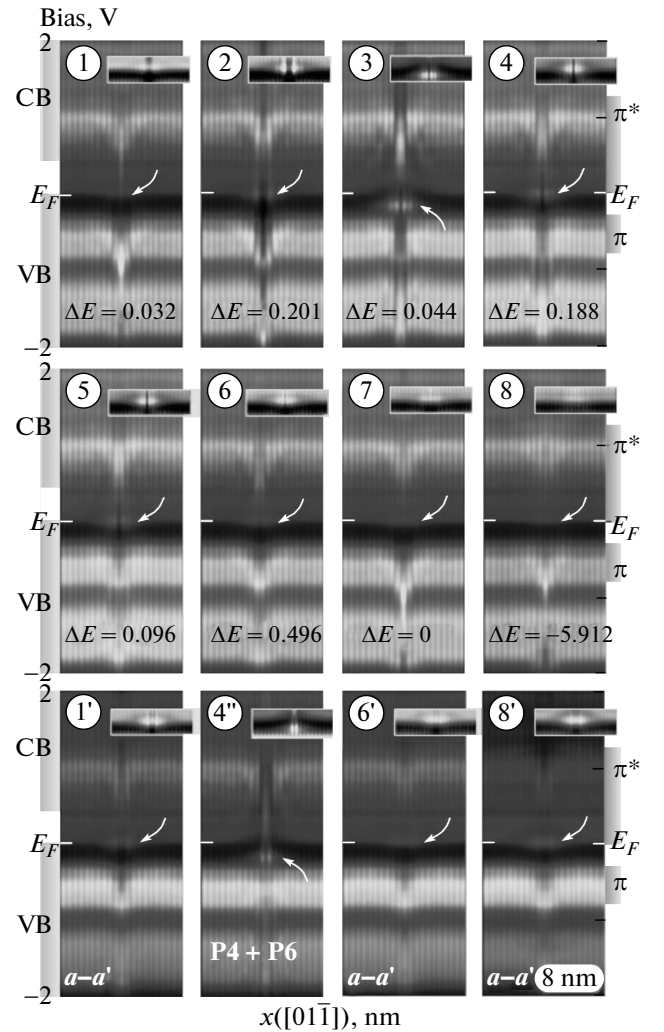 Bias, V
2
1 2 3 4
CB
π*
E_F E_F
π
VB
ΔE = 0.032 ΔE = 0.201 ΔE = 0.044 ΔE = 0.188
−2
2
5 6 7 8
CB
π*
E_F E_F
π
VB
ΔE = 0.096 ΔE = 0.496 ΔE = 0 ΔE = −5.912
−2
2
1' 4" 6' 8'
CB
π*
E_F E_F
π
VB
P4 + P6
a–a' a–a' a–a' 8 nm
−2
x([011̄]), nm